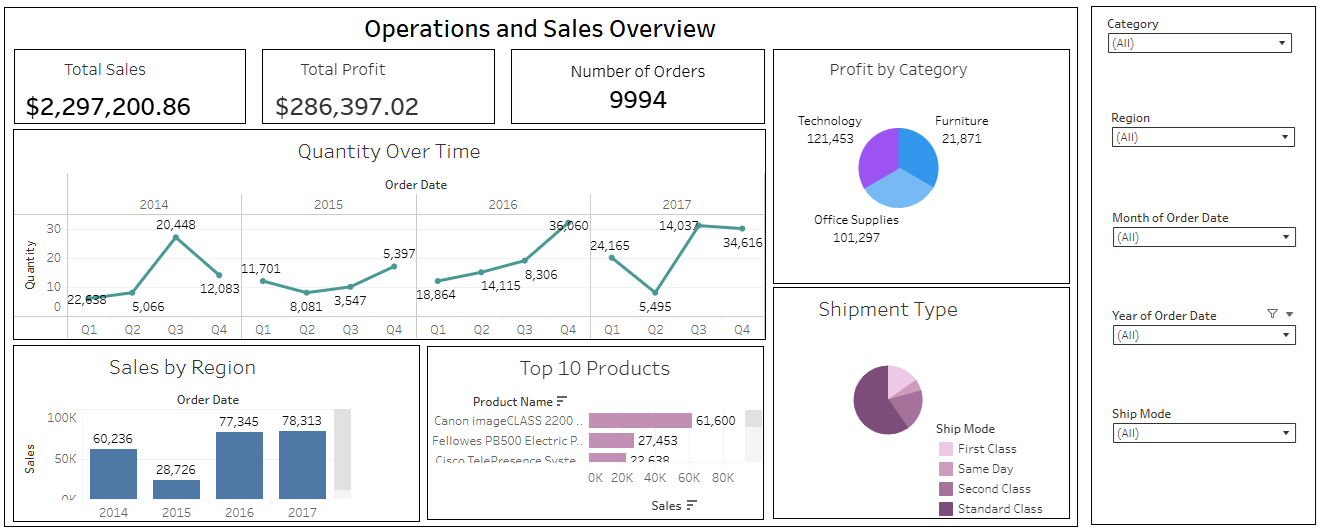 Operations and Sales Overview
Total Sales
$2,297,200.86
Total Profit
$286,397.02
Number of Orders
9994
Quantity Over Time
Order Date
2014 2015 2016 2017
Quantity
30
20
10
0
22,638 5,066 20,448 12,083 11,701 8,081 3,547 5,397 18,864 14,115 8,306 36,060 24,165 5,495 14,037 34,616
Q1 Q2 Q3 Q4 Q1 Q2 Q3 Q4 Q1 Q2 Q3 Q4 Q1 Q2 Q3 Q4
Profit by Category
Technology
121,453
Furniture
21,871
Office Supplies
101,297
Sales by Region
Order Date
Sales
100K
50K
0K
60,236 28,726 77,345 78,313
2014 2015 2016 2017
Top 10 Products
Product Name
Canon imageCLASS 2200 .. 61,600
Fellowes PB500 Electric P.. 27,453
Cisco TelePresence Syste.. 22,638
0K 20K 40K 60K 80K
Sales
Shipment Type
Ship Mode
First Class
Same Day
Second Class
Standard Class
Category
(All)
Region
(All)
Month of Order Date
(All)
Year of Order Date
(All)
Ship Mode
(All)